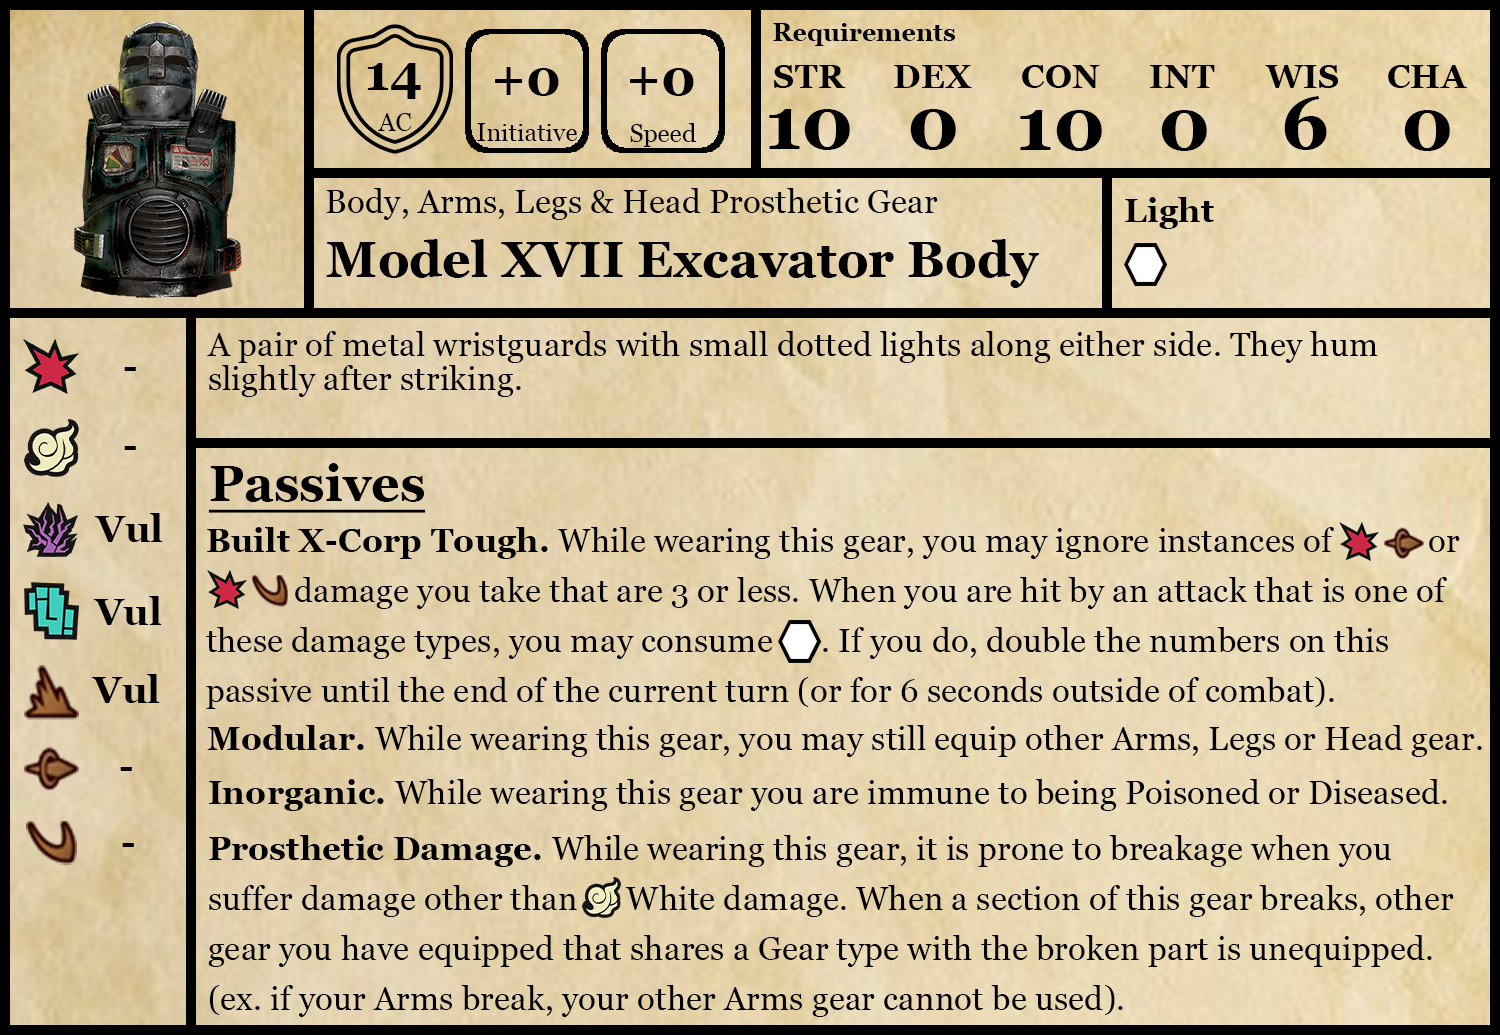 14
AC
+0
Initiative
+0
Speed
Requirements
STR DEX CON INT WIS CHA
10 0 10 0 6 0
Body, Arms, Legs & Head Prosthetic Gear
Model XVII Excavator Body
Light
-
-
Vul
Vul
Vul
-
-
A pair of metal wristguards with small dotted lights along either side. They hum
slightly after striking.
Passives
Built X-Corp Tough. While wearing this gear, you may ignore instances of or
damage you take that are 3 or less. When you are hit by an attack that is one of
these damage types, you may consume . If you do, double the numbers on this
passive until the end of the current turn (or for 6 seconds outside of combat).
Modular. While wearing this gear, you may still equip other Arms, Legs or Head gear.
Inorganic. While wearing this gear you are immune to being Poisoned or Diseased.
Prosthetic Damage. While wearing this gear, it is prone to breakage when you
suffer damage other than White damage. When a section of this gear breaks, other
gear you have equipped that shares a Gear type with the broken part is unequipped.
(ex. if your Arms break, your other Arms gear cannot be used).